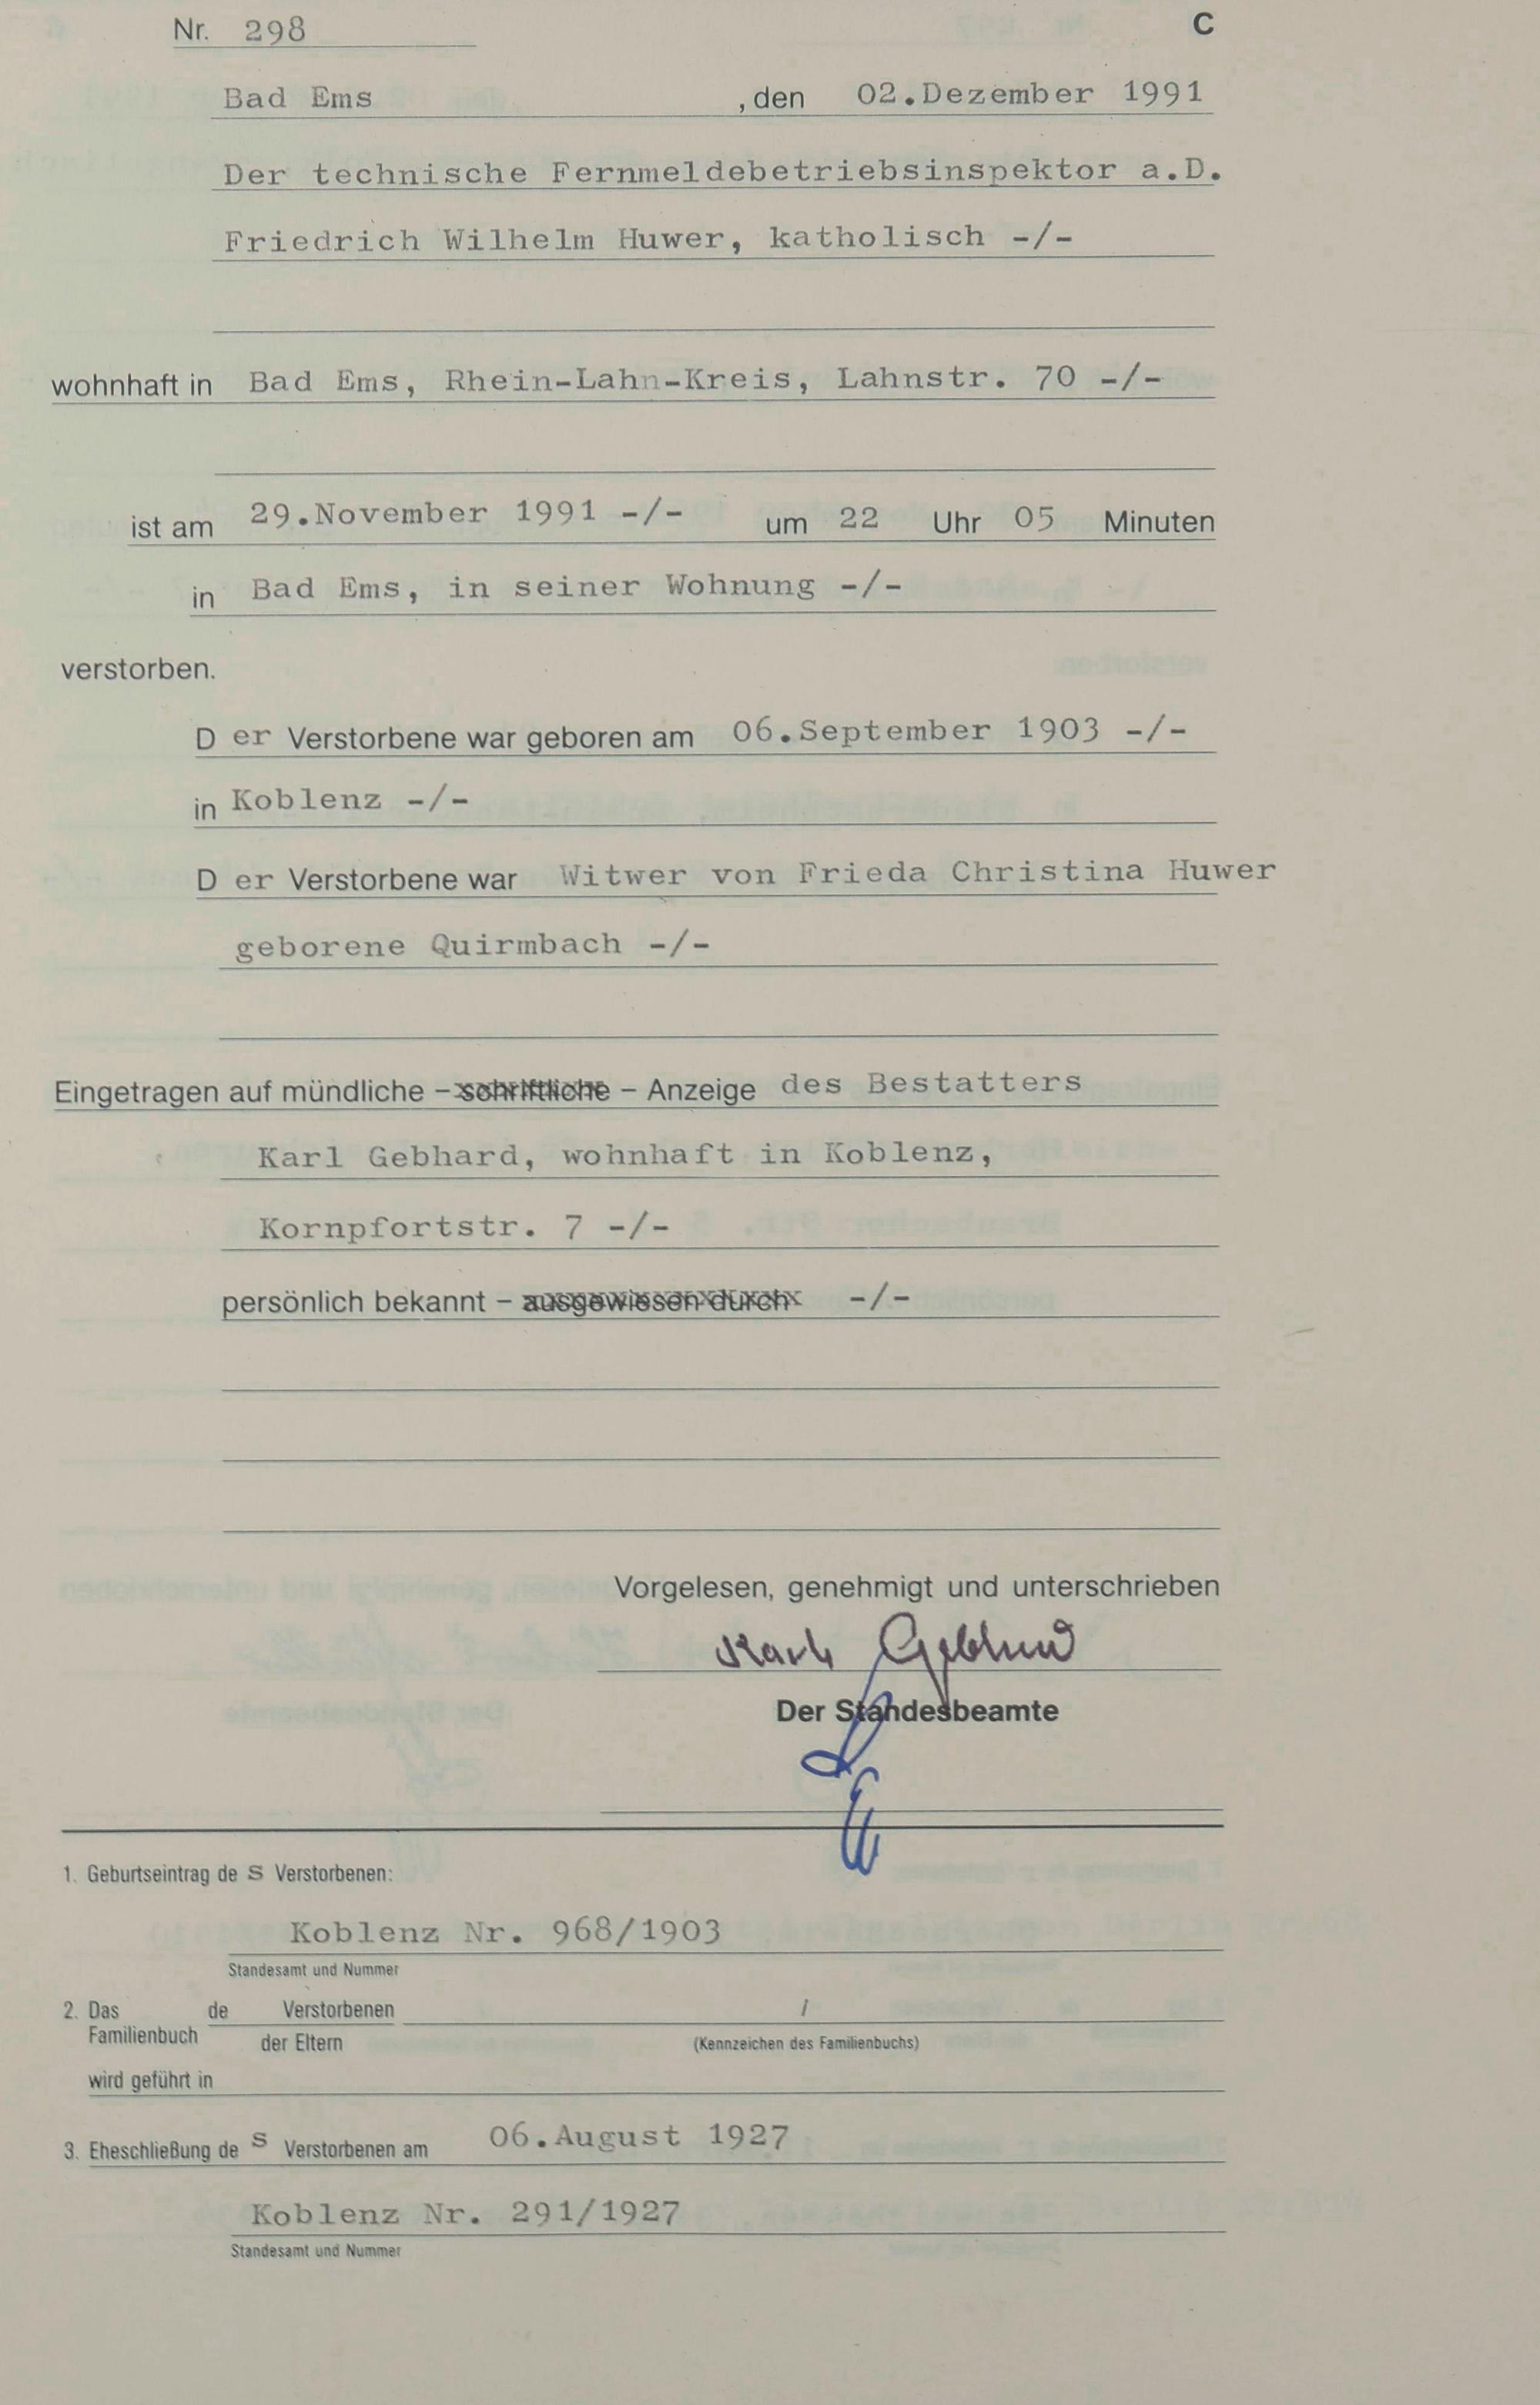 Nr. 298 C
Bad Ems , den 02.Dezember 1991
Der technische Fernmeldebetriebsinspektor a.D.
Friedrich Wilhelm Huwer, katholisch -/-
wohnhaft in Bad Ems, Rhein-Lahn-Kreis, Lahnstr. 70 -/-
ist am 29.November 1991 -/- um 22 Uhr 05 Minuten
in Bad Ems, in seiner Wohnung -/-
verstorben.
D er Verstorbene war geboren am 06.September 1903 -/-
in Koblenz -/-
D er Verstorbene war Witwer von Frieda Christina Huwer
geborene Quirmbach -/-
Eingetragen auf mündliche – schriftliche – Anzeige des Bestatters
Karl Gebhard, wohnhaft in Koblenz,
Kornpfortstr. 7 -/-
persönlich bekannt – ausgewiesen durch -/-
Vorgelesen, genehmigt und unterschrieben
Karl Gebhard
Der Standesbeamte
1. Geburtseintrag de s Verstorbenen:
Koblenz Nr. 968/1903
Standesamt und Nummer
2. Das de Verstorbenen /
Familienbuch der Eltern (Kennzeichen des Familienbuchs)
wird geführt in
3. Eheschließung de s Verstorbenen am 06.August 1927
Koblenz Nr. 291/1927
Standesamt und Nummer